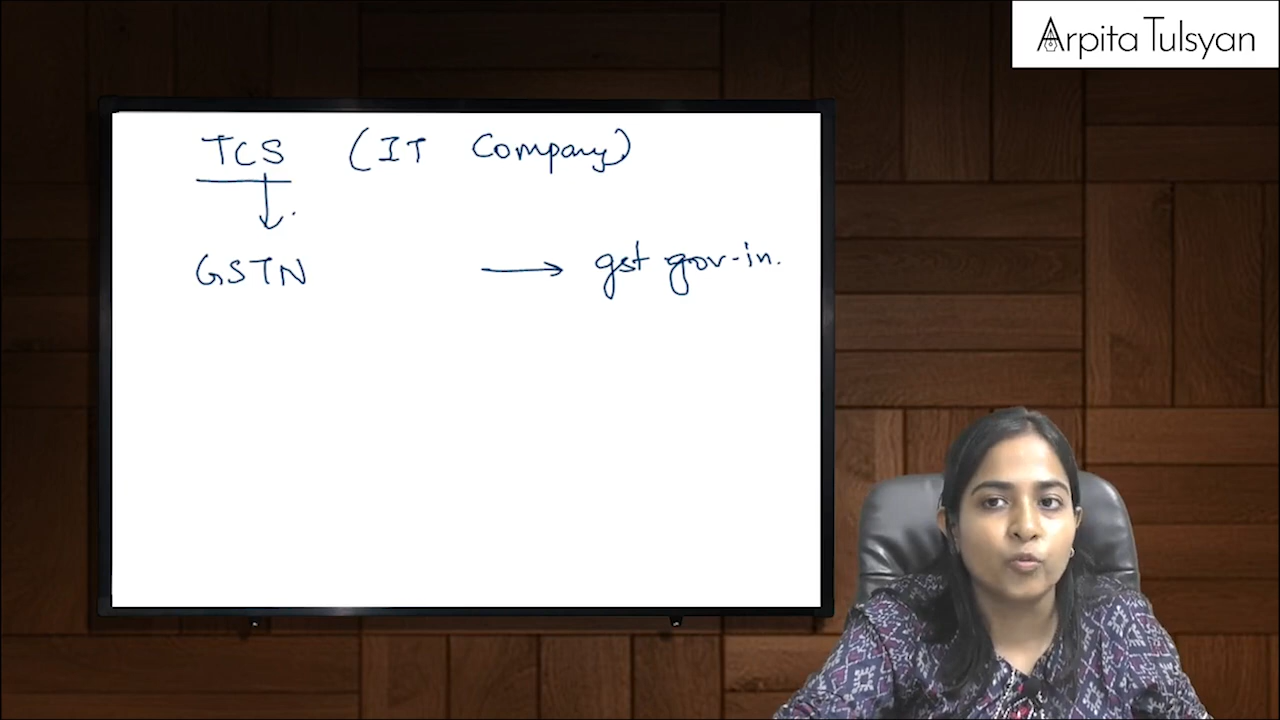 Arpita Tulsyan
TCS (IT Company)
GSTN → gst gov-in.